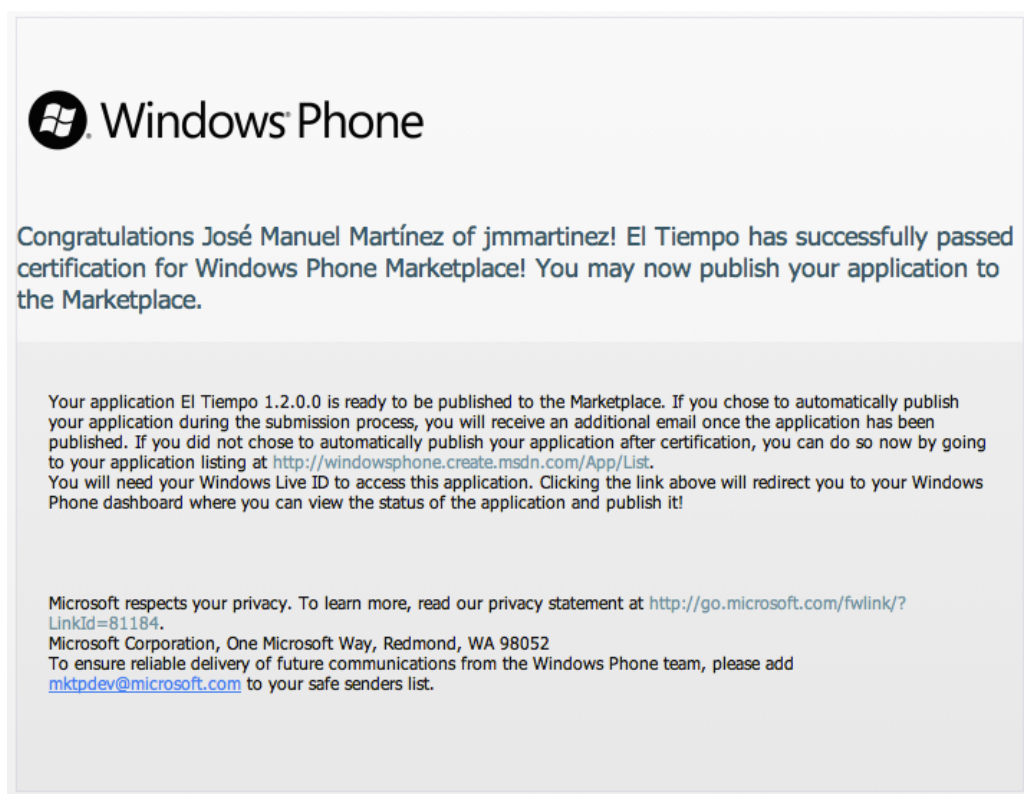 Windows® Phone
Congratulations José Manuel Martínez of jmmartinez! El Tiempo has successfully passed
certification for Windows Phone Marketplace! You may now publish your application to
the Marketplace.
Your application El Tiempo 1.2.0.0 is ready to be published to the Marketplace. If you chose to automatically publish
your application during the submission process, you will receive an additional email once the application has been
published. If you did not chose to automatically publish your application after certification, you can do so now by going
to your application listing at http://windowsphone.create.msdn.com/App/List.
You will need your Windows Live ID to access this application. Clicking the link above will redirect you to your Windows
Phone dashboard where you can view the status of the application and publish it!
Microsoft respects your privacy. To learn more, read our privacy statement at http://go.microsoft.com/fwlink/?
LinkId=81184.
Microsoft Corporation, One Microsoft Way, Redmond, WA 98052
To ensure reliable delivery of future communications from the Windows Phone team, please add
mktpdev@microsoft.com to your safe senders list.